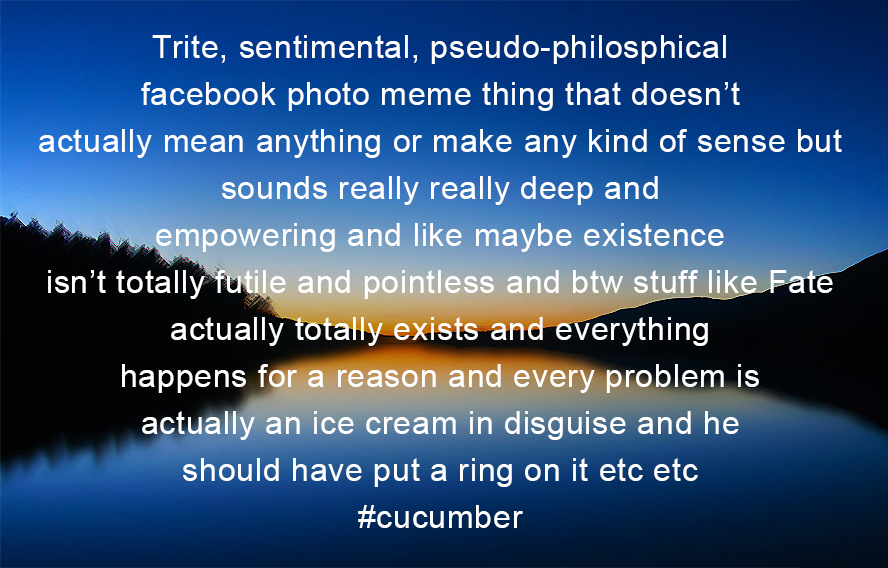 Trite, sentimental, pseudo-philosphical
facebook photo meme thing that doesn’t
actually mean anything or make any kind of sense but
sounds really really deep and
empowering and like maybe existence
isn’t totally futile and pointless and btw stuff like Fate
actually totally exists and everything
happens for a reason and every problem is
actually an ice cream in disguise and he
should have put a ring on it etc etc
#cucumber